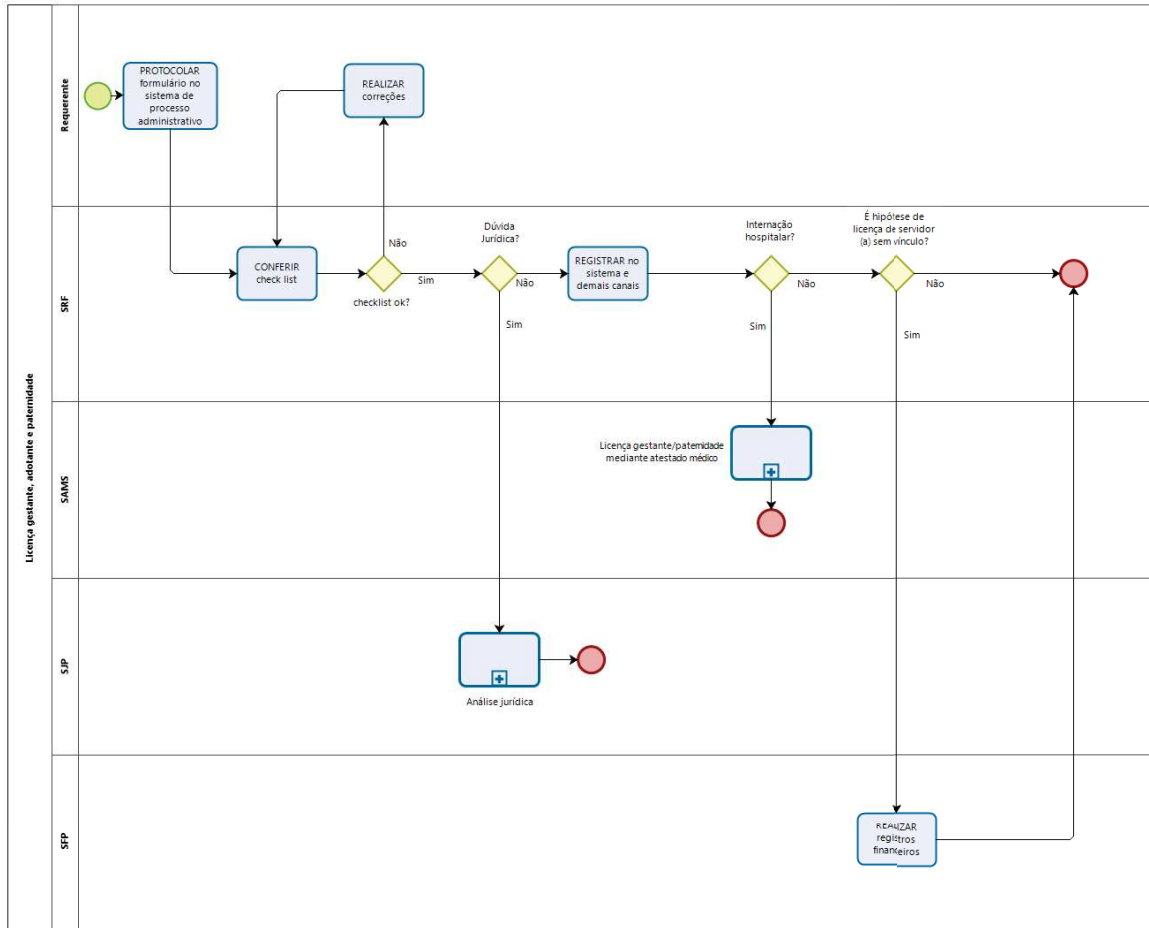 Licença gestante, adotante e paternidade
Requerente
PROTOCOLAR
formulário no
sistema de
processo
administrativo
REALIZAR
correções
SRF
CONFERIR
check list
Não
Sim
checklist ok?
Dúvida
Jurídica?
Não
Sim
REGISTRAR no
sistema e
demais canais
Internação
hospitalar?
Não
Sim
É hipótese de
licença de servidor
(a) sem vínculo?
Não
Sim
SAMS
Licença gestante/paternidade
mediante atestado médico
SJP
Análise jurídica
SFP
REALIZAR
registros
financeiros